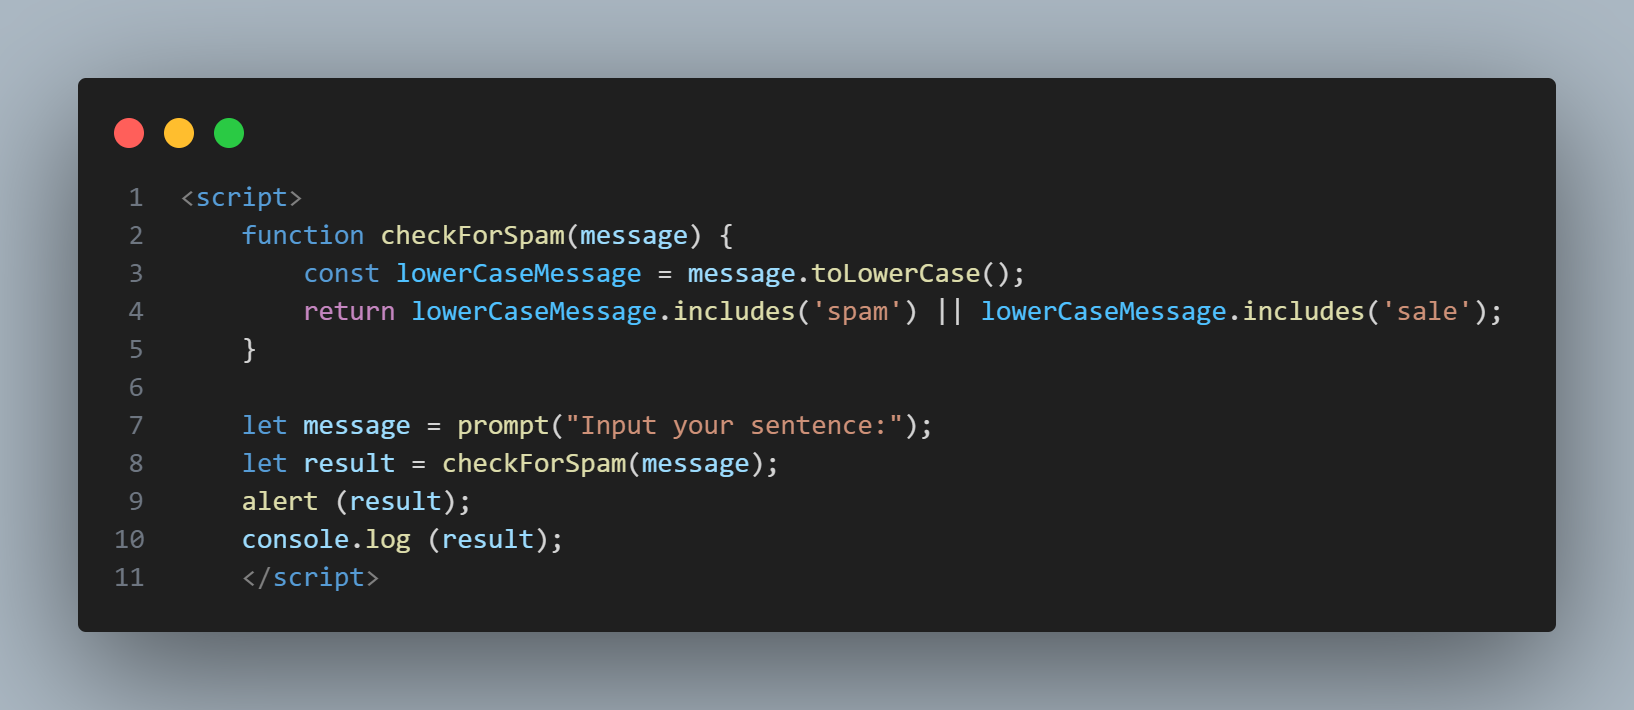 1 <script>
2     function checkForSpam(message) {
3         const lowerCaseMessage = message.toLowerCase();
4         return lowerCaseMessage.includes('spam') || lowerCaseMessage.includes('sale');
5     }
6
7     let message = prompt("Input your sentence:");
8     let result = checkForSpam(message);
9     alert (result);
10     console.log (result);
11     </script>